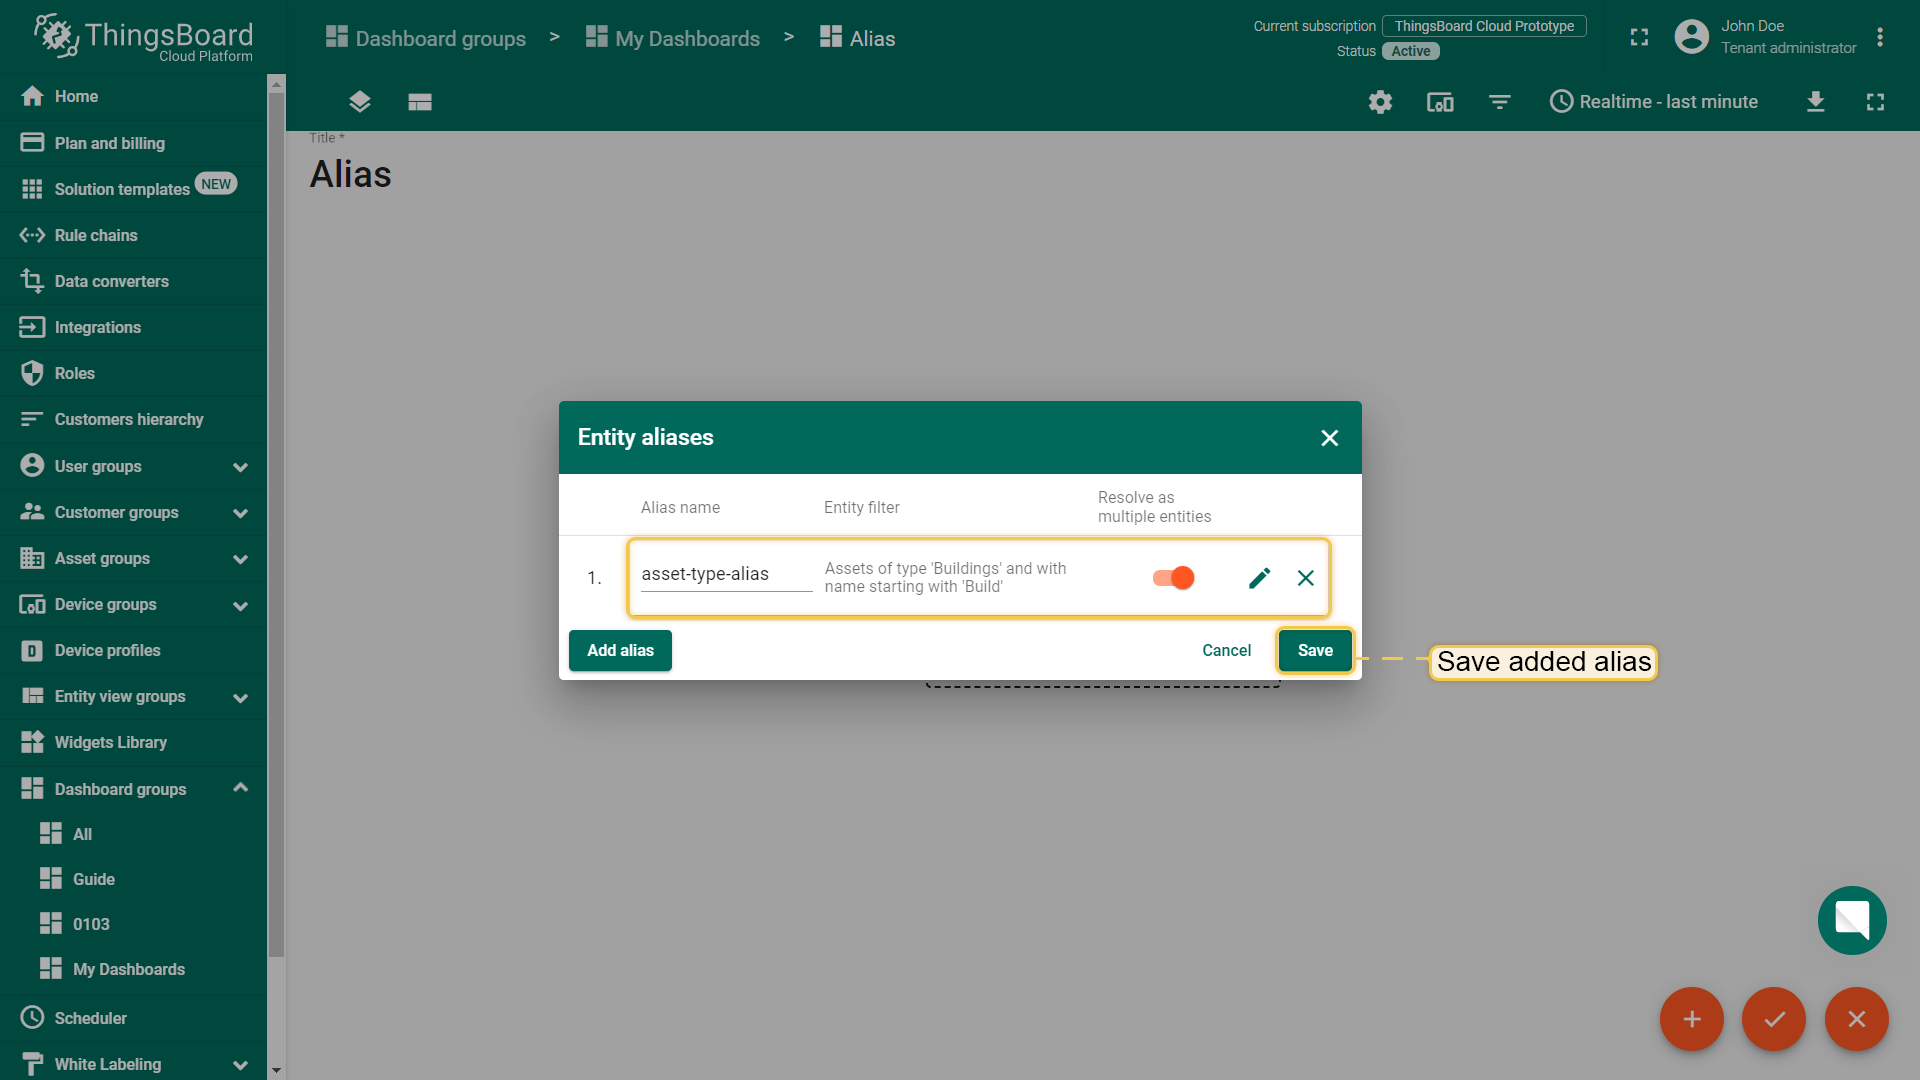 ThingsBoard
Cloud Platform
Dashboard groups > My Dashboards > Alias
Current subscription ThingsBoard Cloud Prototype
Status Active
John Doe
Tenant administrator
Realtime - last minute
Home
Plan and billing
Solution templates NEW
Rule chains
Data converters
Integrations
Roles
Customers hierarchy
User groups
Customer groups
Asset groups
Device groups
Device profiles
Entity view groups
Widgets Library
Dashboard groups
All
Guide
0103
My Dashboards
Scheduler
White Labeling
Title *
Alias
Entity aliases
Alias name
Entity filter
Resolve as
multiple entities
1.
asset-type-alias
Assets of type 'Buildings' and with
name starting with 'Build'
Add alias
Cancel
Save
Save added alias